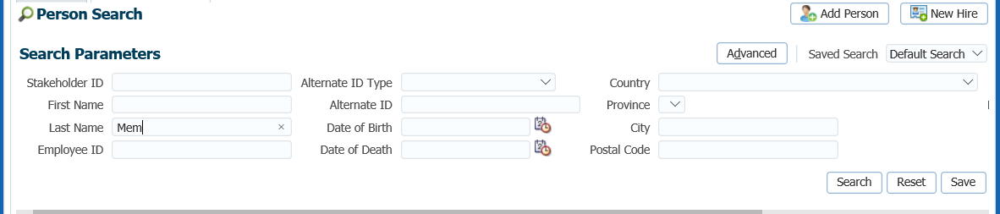 Person Search
Add Person
New Hire
Search Parameters
Advanced
Saved Search Default Search
Stakeholder ID
Alternate ID Type
Country
First Name
Alternate ID
Province
Last Name Mem ×
Date of Birth
City
Employee ID
Date of Death
Postal Code
Search
Reset
Save